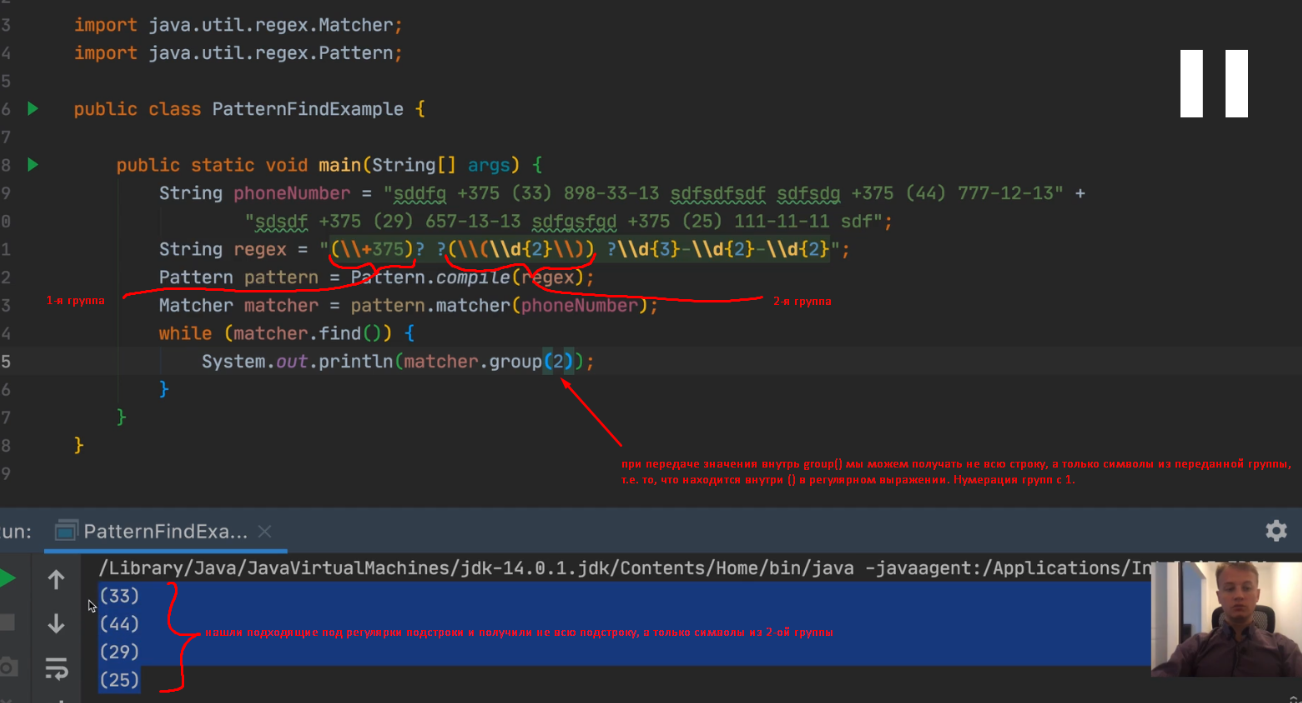 2
3 import java.util.regex.Matcher;
4 import java.util.regex.Pattern;
5
6 public class PatternFindExample {
7
8 public static void main(String[] args) {
9 String phoneNumber = "sddfg +375 (33) 898-33-13 sdfsdfsdf sdfsdg +375 (44) 777-12-13" +
0 "sdsdf +375 (29) 657-13-13 sdfgsfgd +375 (25) 111-11-11 sdf";
1 String regex = "(\\+375)? ?(\\(\\d{2}\\)) ?\\d{3}-\\d{2}-\\d{2}";
2 Pattern pattern = Pattern.compile(regex);
1-я группа
2-я группа
3 Matcher matcher = pattern.matcher(phoneNumber);
4 while (matcher.find()) {
5 System.out.println(matcher.group(2));
6 }
7 }
8 }
9
при передаче значения внутрь group() мы можем получать не всю строку, а только символы из переданной группы,
т.е. то, что находится внутри () в регулярном выражении. Нумерация групп с 1.
un: PatternFindExa...
/Library/Java/JavaVirtualMachines/jdk-14.0.1.jdk/Contents/Home/bin/java -javaagent:/Applications/In
(33)
(44)
нашли подходящие под регулярки подстроки и получили не всю подстроку, а только символы из 2-ой группы
(29)
(25)